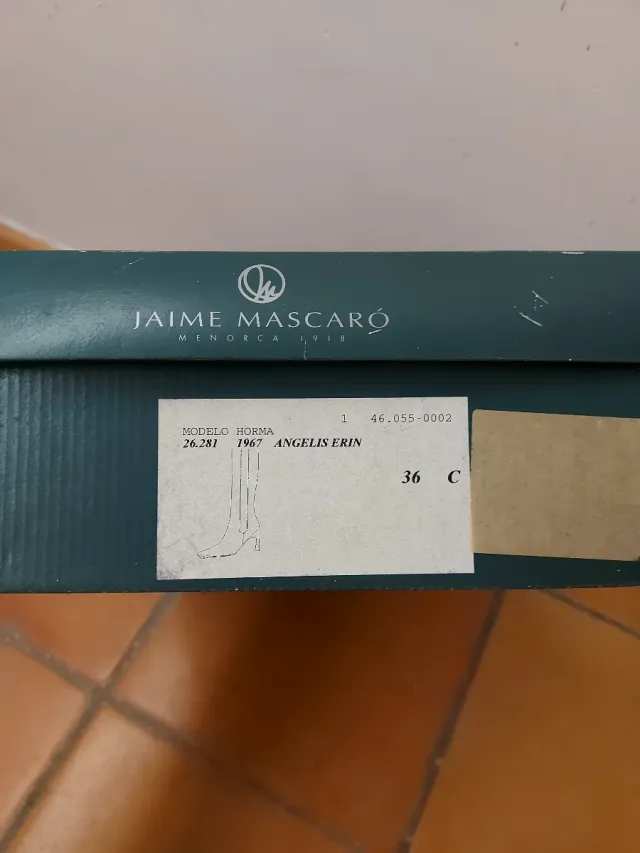 JAIME MASCARÓ
MENORCA 1918
1 46.055-0002
MODELO HORMA
26.281 1967 ANGELIS ERIN
36 C